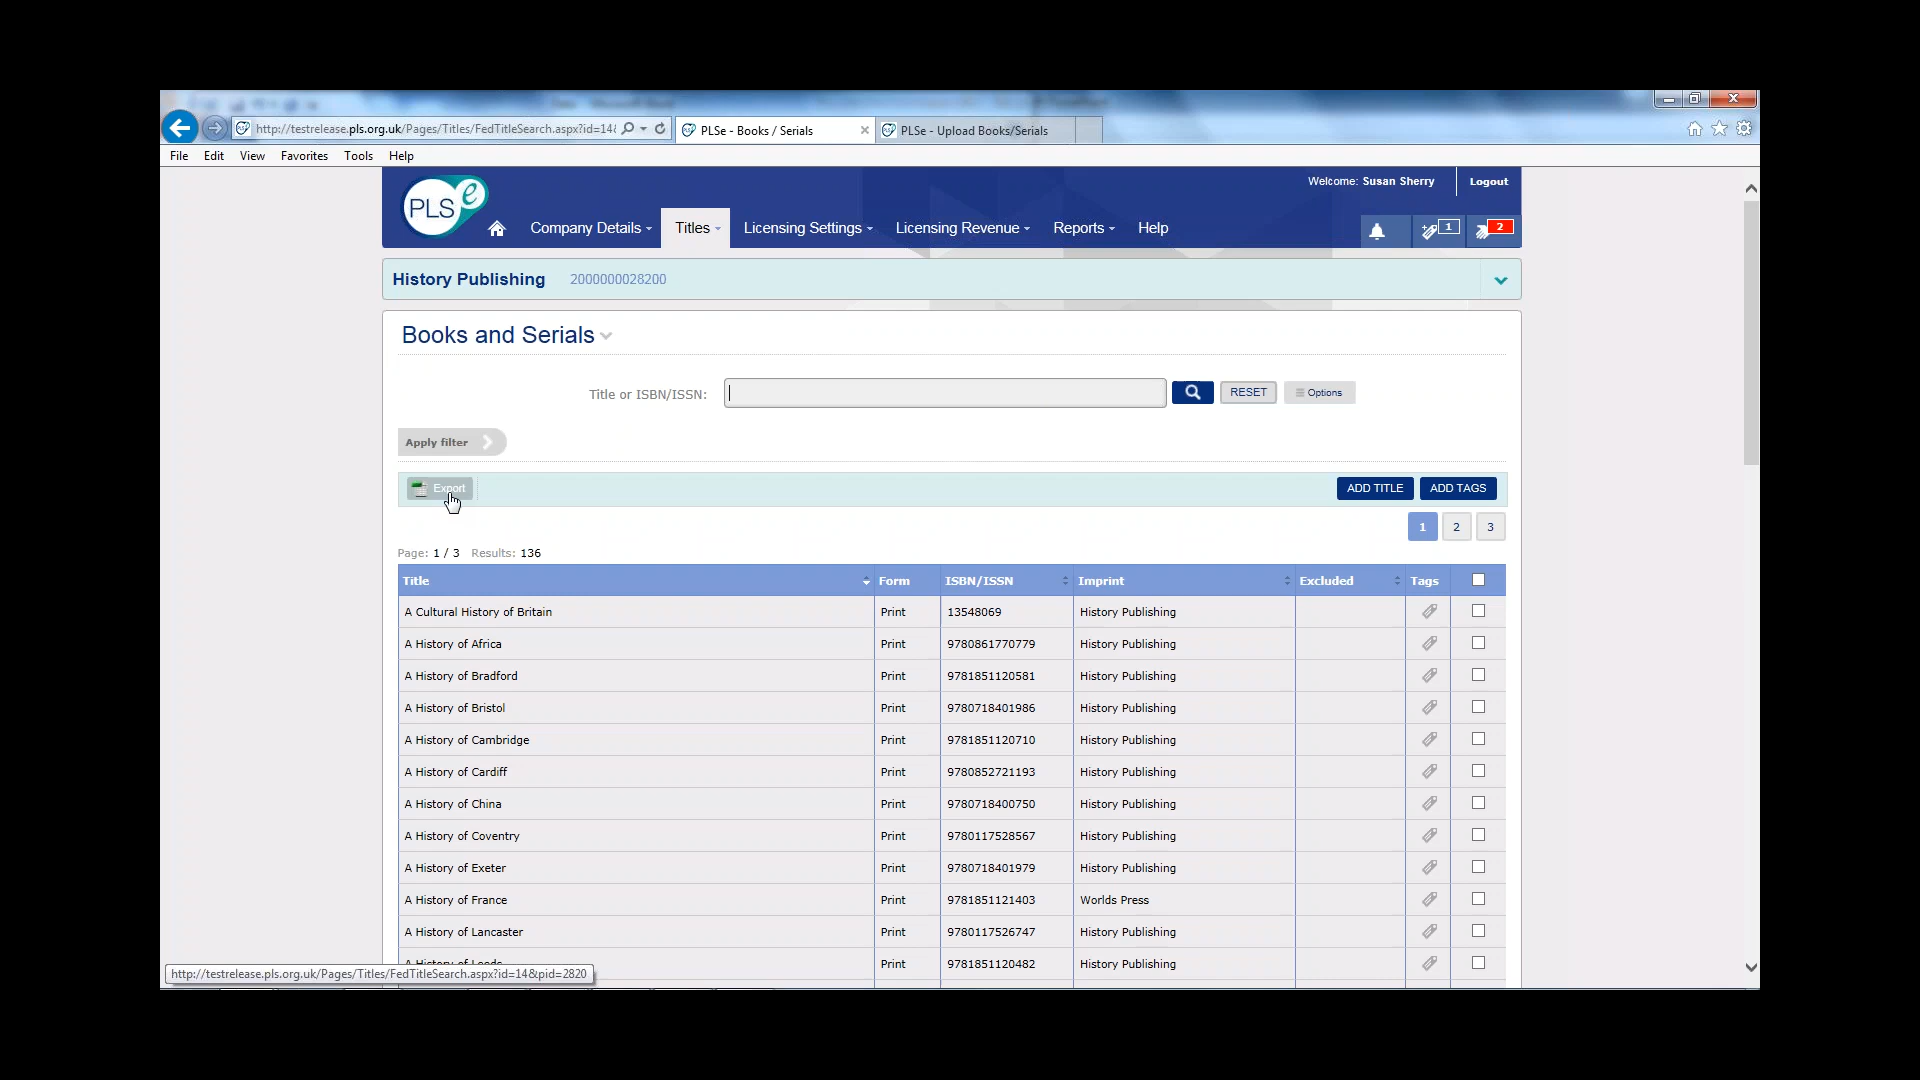 http://testrelease.pls.org.uk/Pages/Titles/FedTitleSearch.aspx?id=14&
PLSe - Books / Serials
PLSe - Upload Books/Serials
File Edit View Favorites Tools Help
Welcome: Susan Sherry Logout
PLS e
Company Details Titles Licensing Settings Licensing Revenue Reports Help
1 2
History Publishing 2000000028200
Books and Serials
Title or ISBN/ISSN: RESET Options
Apply filter
Export ADD TITLE ADD TAGS
1 2 3
Page: 1 / 3 Results: 136
Title Form ISBN/ISSN Imprint Excluded Tags
A Cultural History of Britain Print 13548069 History Publishing
A History of Africa Print 9780861770779 History Publishing
A History of Bradford Print 9781851120581 History Publishing
A History of Bristol Print 9780718401986 History Publishing
A History of Cambridge Print 9781851120710 History Publishing
A History of Cardiff Print 9780852721193 History Publishing
A History of China Print 9780718400750 History Publishing
A History of Coventry Print 9780117528567 History Publishing
A History of Exeter Print 9780718401979 History Publishing
A History of France Print 9781851121403 Worlds Press
A History of Lancaster Print 9780117526747 History Publishing
A History of Leeds Print 9781851120482 History Publishing
http://testrelease.pls.org.uk/Pages/Titles/FedTitleSearch.aspx?id=14&pid=2820